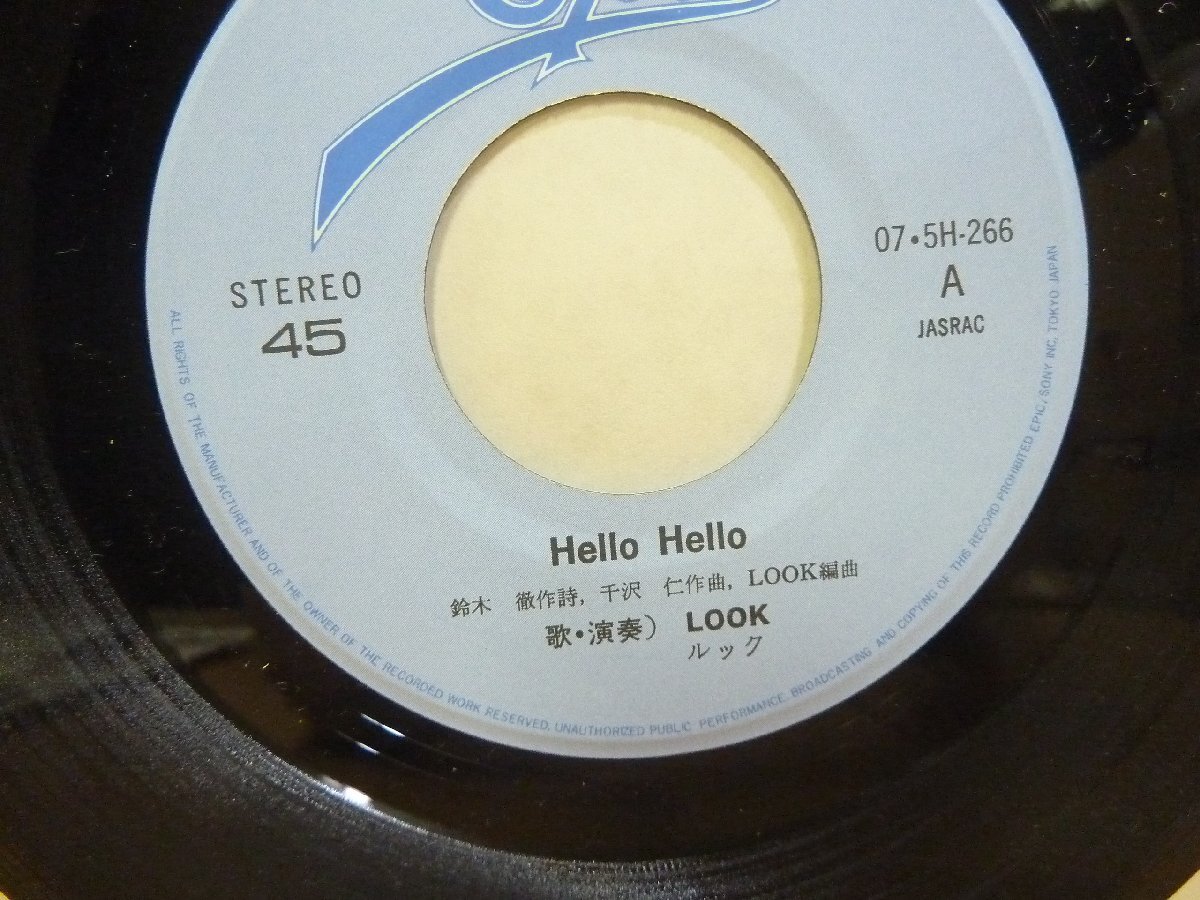 STEREO
45
07・5H-266
A
JASRAC
Hello Hello
鈴木 徹作詩, 千沢 仁作曲, LOOK編曲
歌・演奏) LOOK
ルック
ALL RIGHTS OF THE MANUFACTURER AND OF THE OWNER OF THE RECORDED WORK RESERVED. UNAUTHORIZED PUBLIC PERFORMANCE, BROADCASTING AND COPYING OF THIS RECORD PROHIBITED EPIC/SONY INC. TOKYO JAPAN